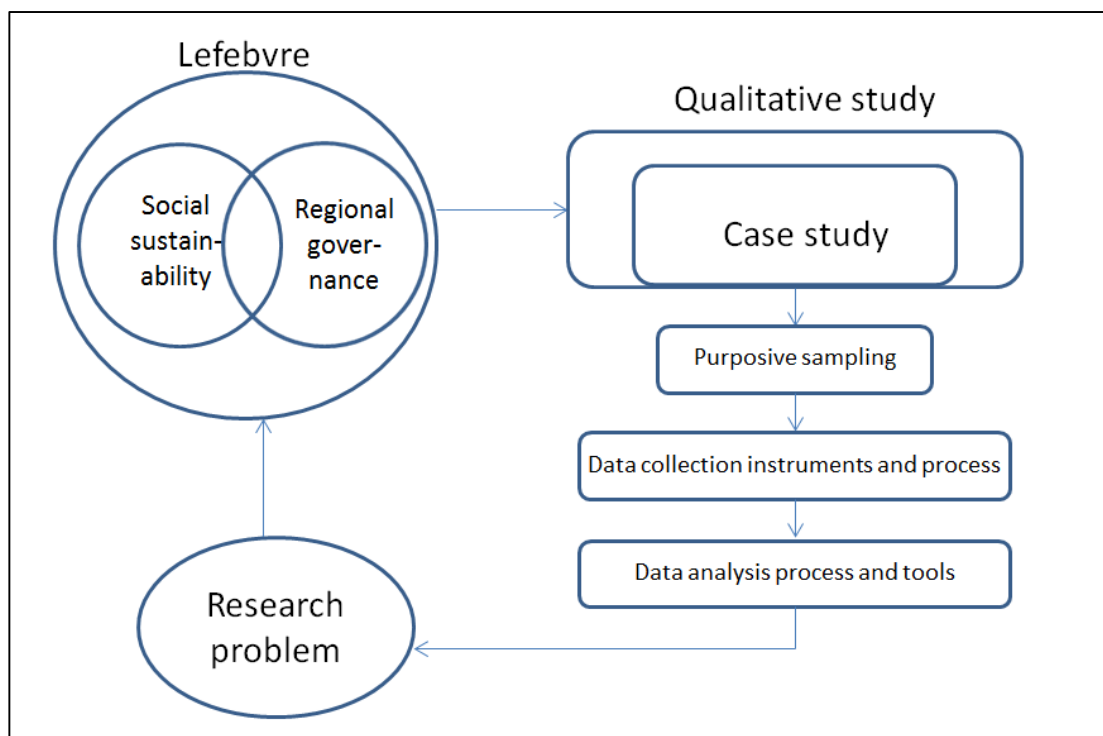 Lefebvre
Social
sustain-
ability
Regional
gover-
nance
Qualitative study
Case study
Purposive sampling
Data collection instruments and process
Data analysis process and tools
Research
problem